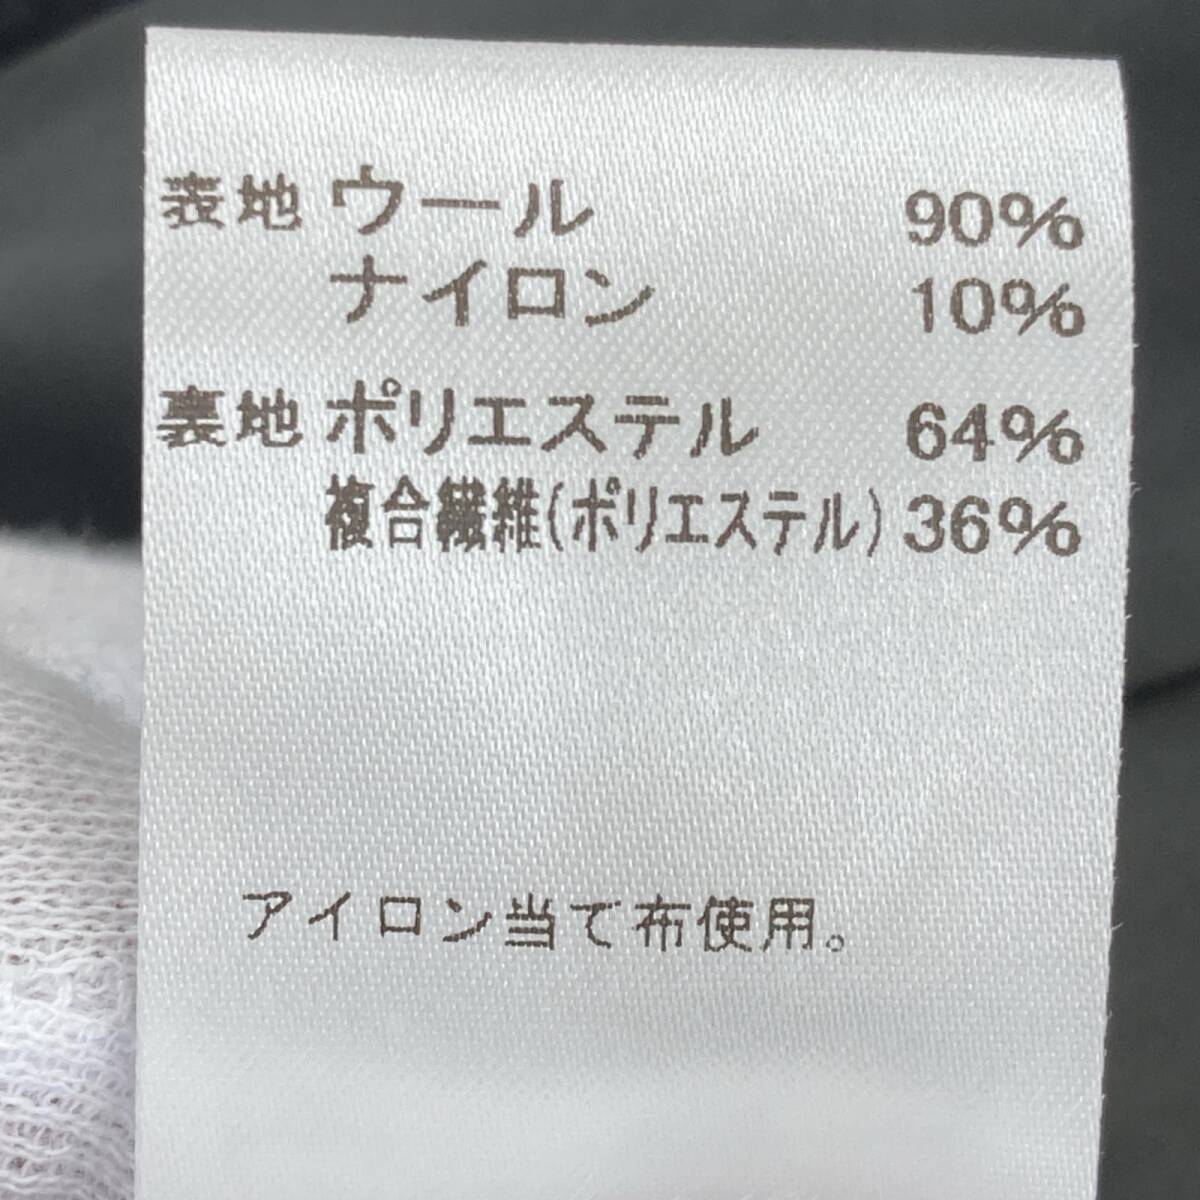 表地 ウール 90%
ナイロン 10%
裏地 ポリエステル 64%
複合繊維(ポリエステル) 36%
アイロン当て布使用。